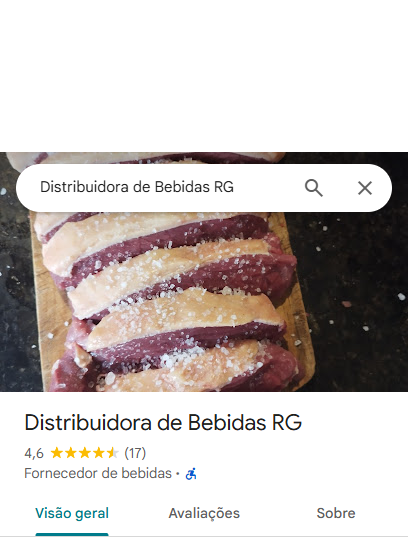 Distribuidora de Bebidas RG
Distribuidora de Bebidas RG
4,6 (17)
Fornecedor de bebidas ·
Visão geral Avaliações Sobre